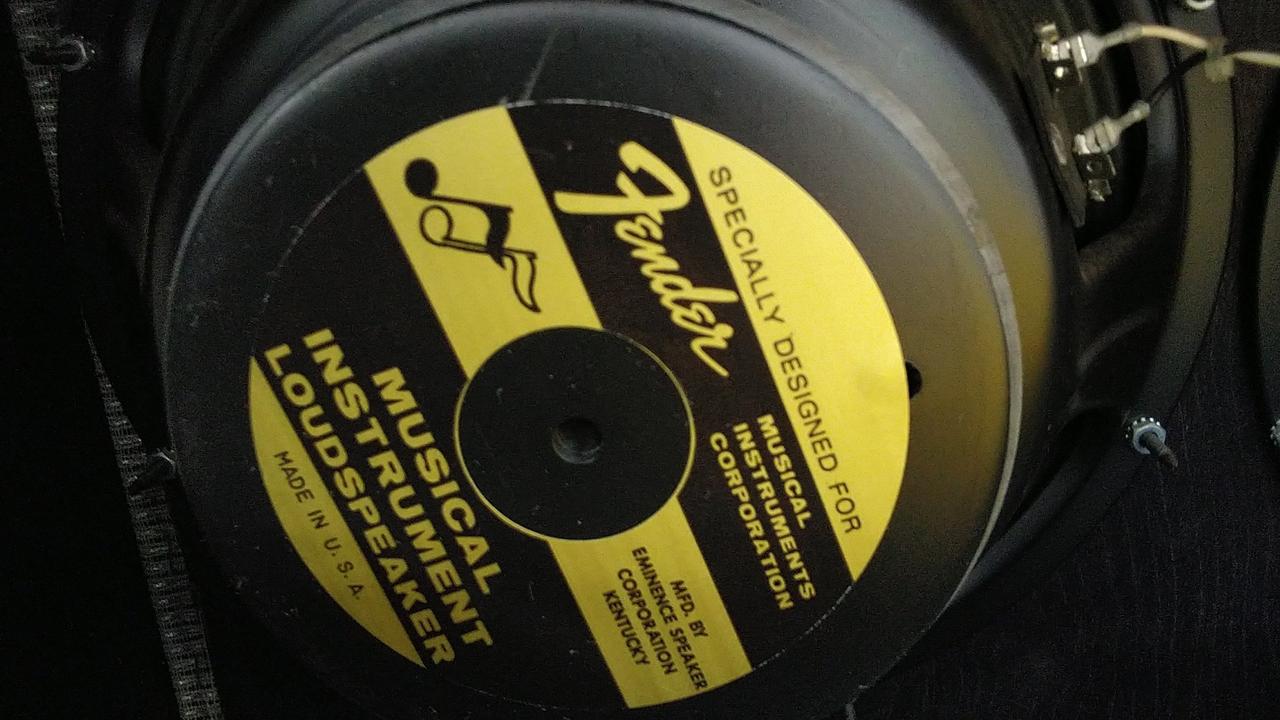 SPECIALLY DESIGNED FOR
Fender
MUSICAL
INSTRUMENTS
CORPORATION
MFD. BY
EMINENCE SPEAKER
CORPORATION
KENTUCKY
MUSICAL
INSTRUMENT
LOUDSPEAKER
MADE IN U. S. A.